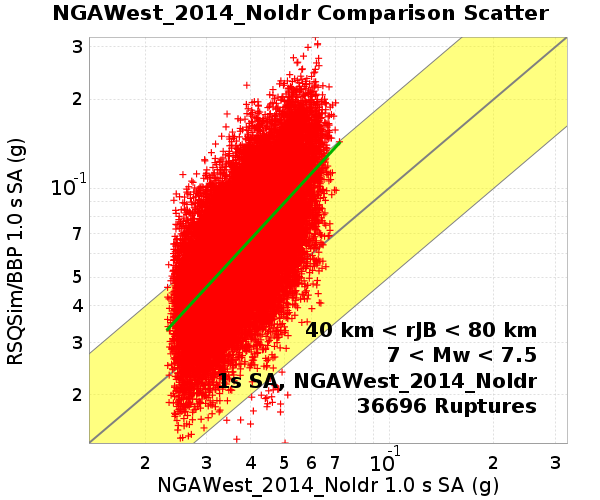 NGAWest_2014_NoIdr Comparison Scatter
RSQSim/BBP 1.0 s SA (g)
3
2
10^-1
7
5
4
3
2
40 km < rJB < 80 km
7 < Mw < 7.5
1s SA, NGAWest_2014_NoIdr
36696 Ruptures
2 3 4 5 6 7 10^-1 2 3
NGAWest_2014_NoIdr 1.0 s SA (g)